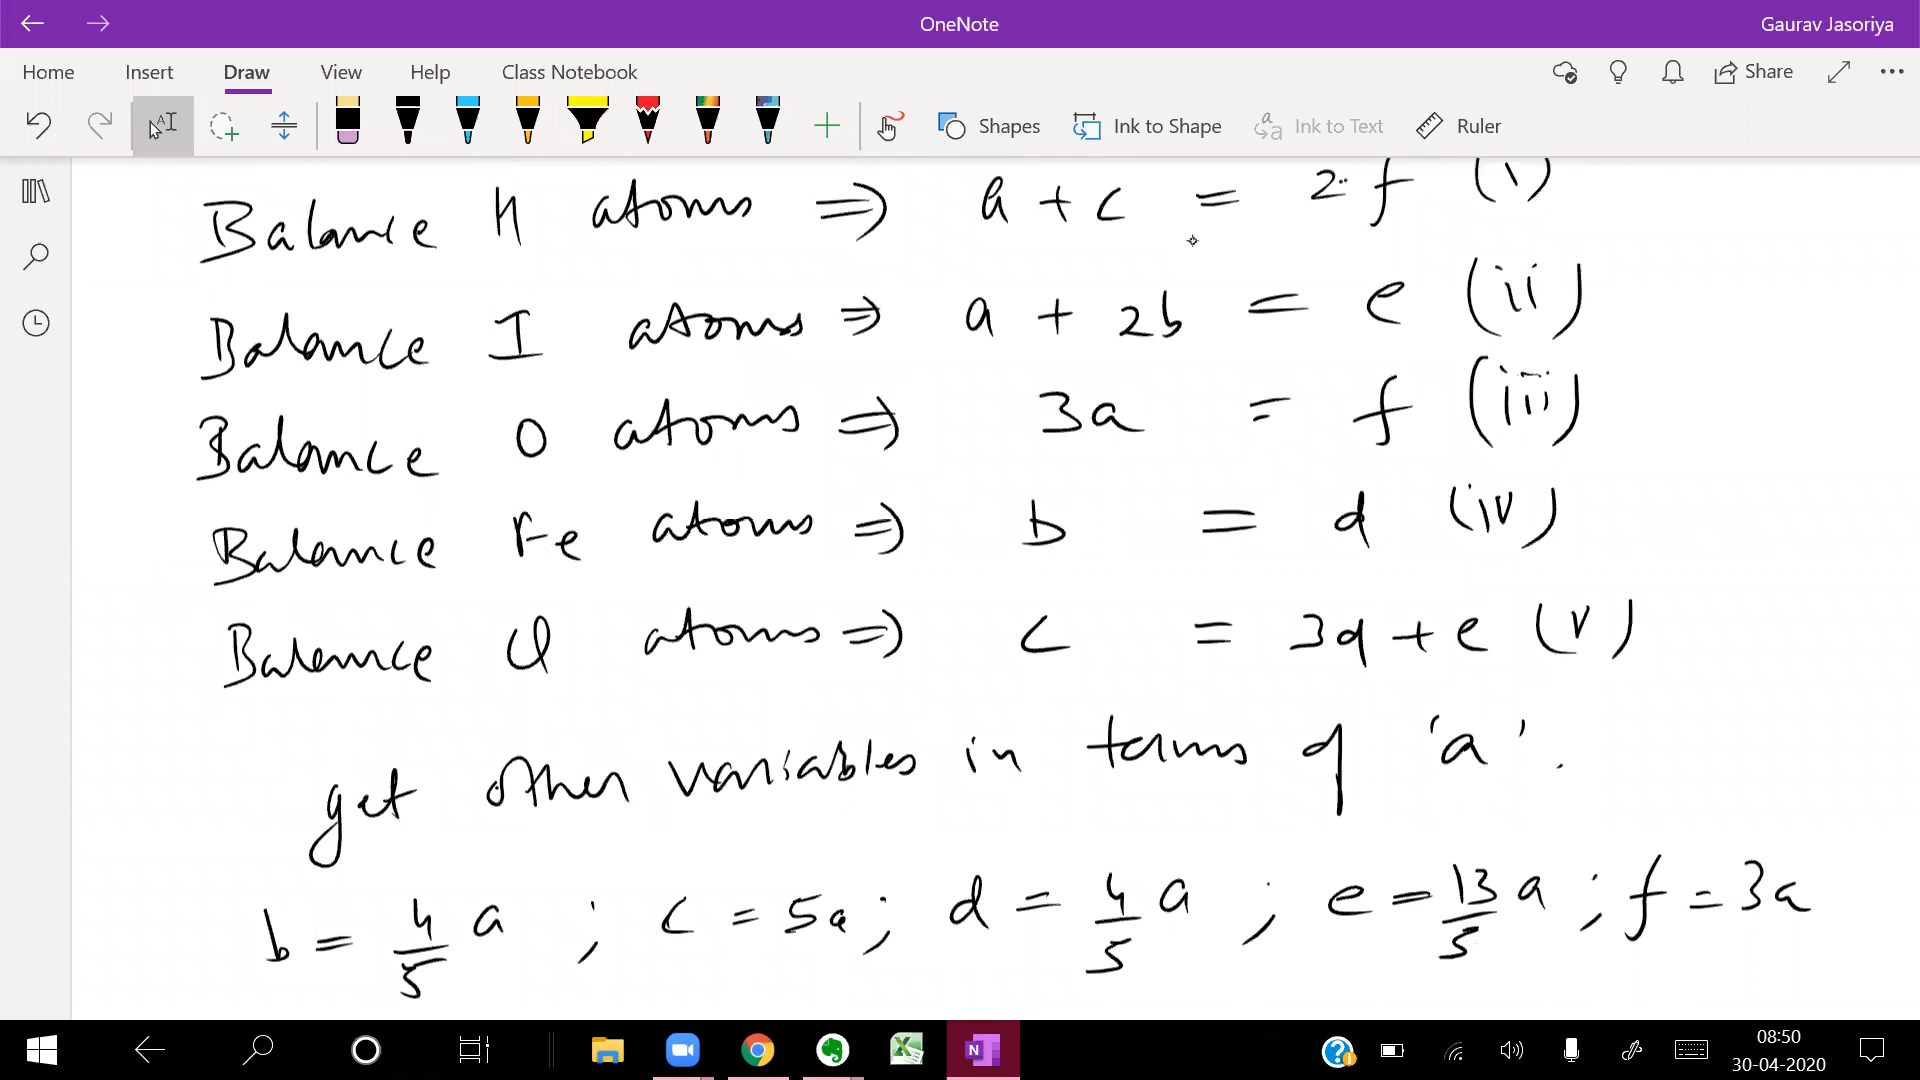 OneNote
Gaurav Jasoriya
Home Insert Draw View Help Class Notebook
Share
Shapes Ink to Shape Ink to Text Ruler
Balance H atoms ⇒ a + c = 2f (i)
Balance I atoms ⇒ a + 2b = e (ii)
Balance O atoms ⇒ 3a = f (iii)
Balance Fe atoms ⇒ b = d (iv)
Balance Cl atoms ⇒ c = 3d + e (v)
get other variables in terms of 'a'.
b = 4/5 a ; c = 5a ; d = 4/5 a ; e = 13/5 a ; f = 3a
08:50
30-04-2020